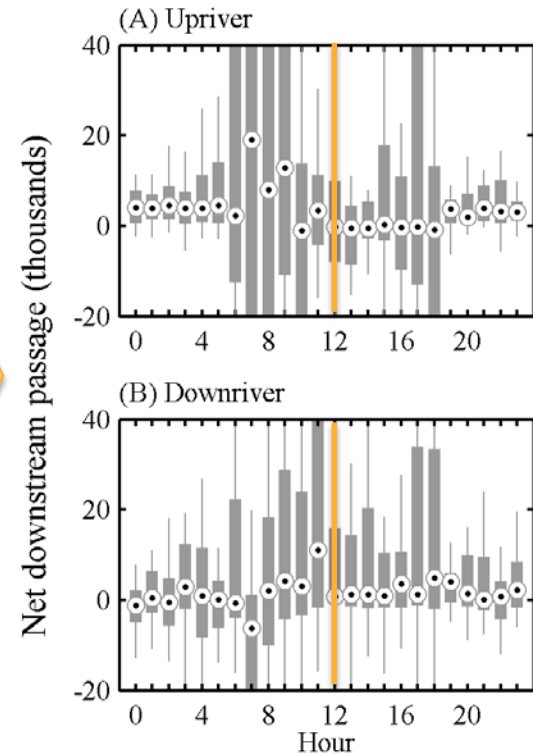 (A) Upriver
Net downstream passage (thousands)
40
20
0
-20
0 4 8 12 16 20
(B) Downriver
40
20
0
-20
0 4 8 12 16 20
Hour